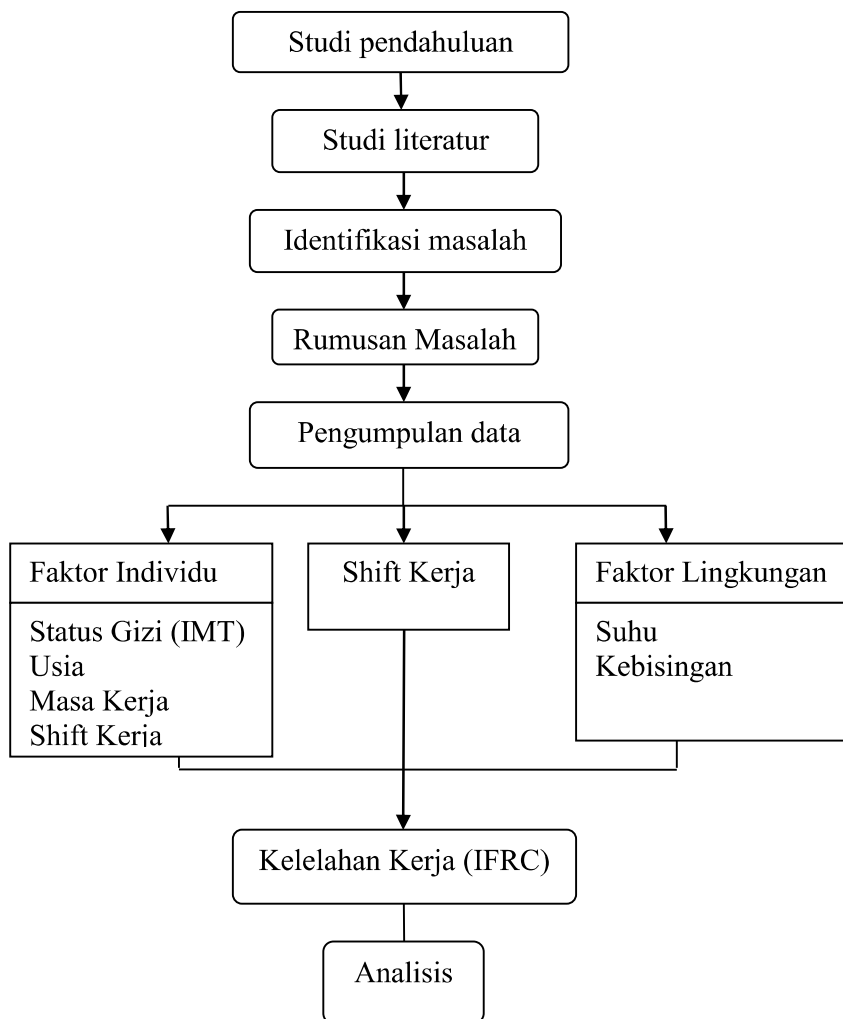 Studi pendahuluan
Studi literatur
Identifikasi masalah
Rumusan Masalah
Pengumpulan data
Faktor Individu
Status Gizi (IMT)
Usia
Masa Kerja
Shift Kerja
Shift Kerja
Faktor Lingkungan
Suhu
Kebisingan
Kelelahan Kerja (IFRC)
Analisis